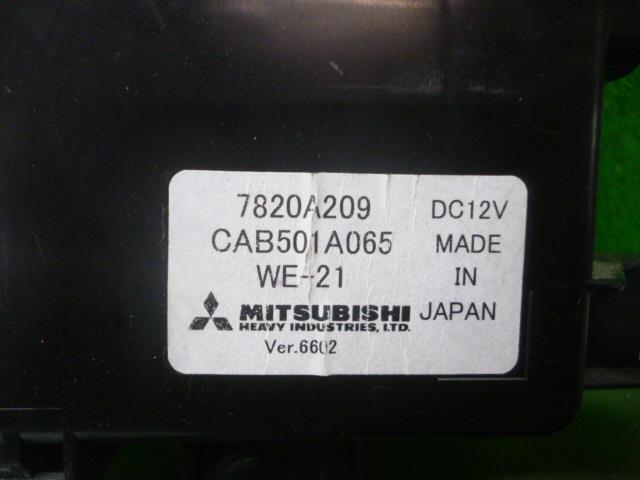 7820A209 DC12V
CAB501A065 MADE
WE-21 IN
MITSUBISHI JAPAN
HEAVY INDUSTRIES, LTD.
Ver.6602